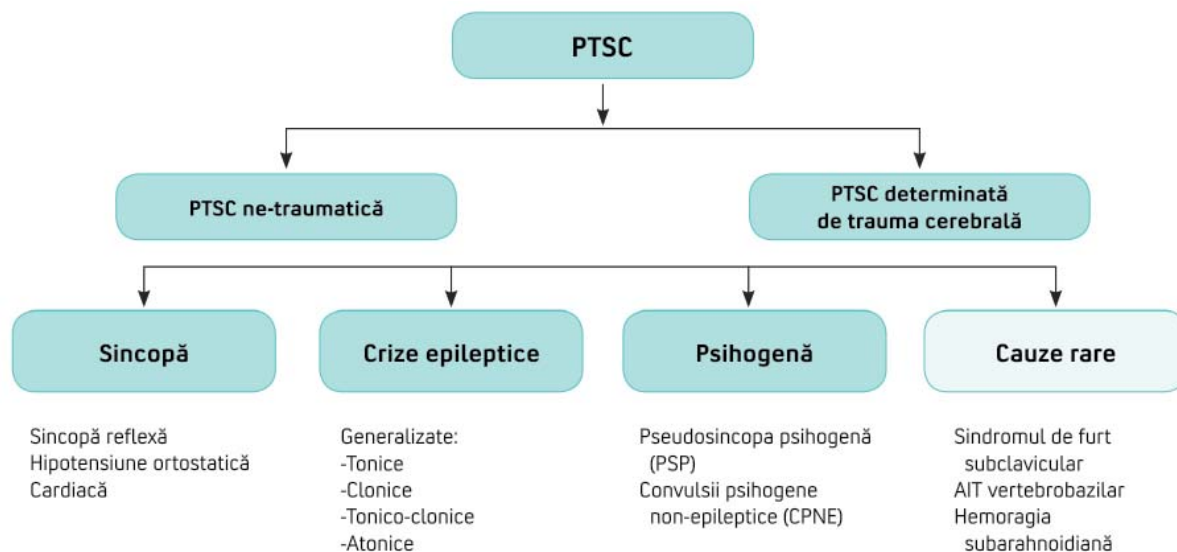 PTSC
PTSC ne-traumatică
PTSC determinată
de trauma cerebrală
Sincopă
Crize epileptice
Psihogenă
Cauze rare
Sincopă reflexă
Hipotensiune ortostatică
Cardiacă
Generalizate:
-Tonice
-Clonice
-Tonico-clonice
-Atonice
Pseudosincopa psihogenă
(PSP)
Convulsii psihogene
non-epileptice (CPNE)
Sindromul de furt
subclavicular
AIT vertebrobazilar
Hemoragia
subarahnoidiană